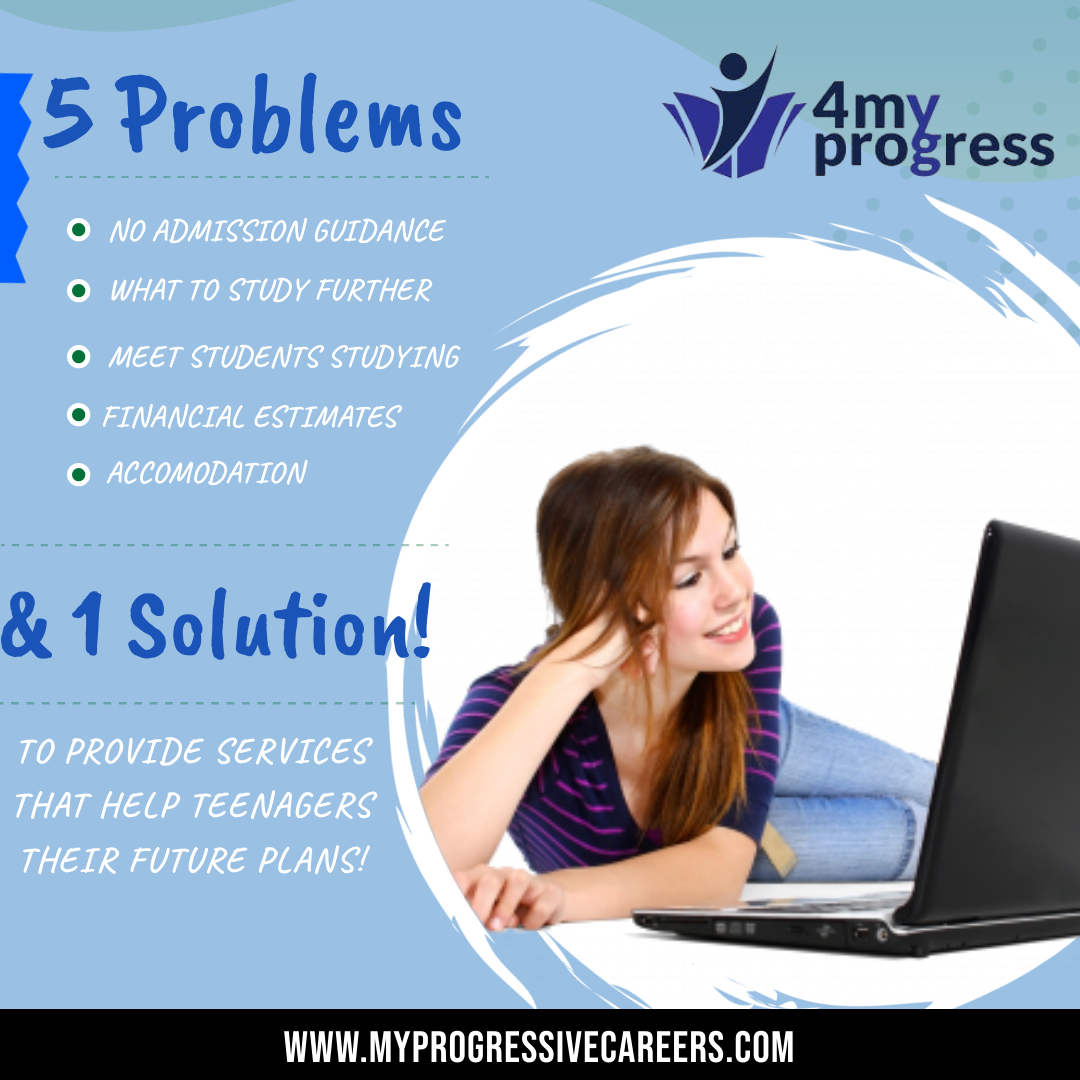 5 Problems
4my
progress
NO ADMISSION GUIDANCE
WHAT TO STUDY FURTHER
MEET STUDENTS STUDYING
FINANCIAL ESTIMATES
ACCOMODATION
& 1 Solution!
TO PROVIDE SERVICES
THAT HELP TEENAGERS
THEIR FUTURE PLANS!
WWW.MYPROGRESSIVECAREERS.COM